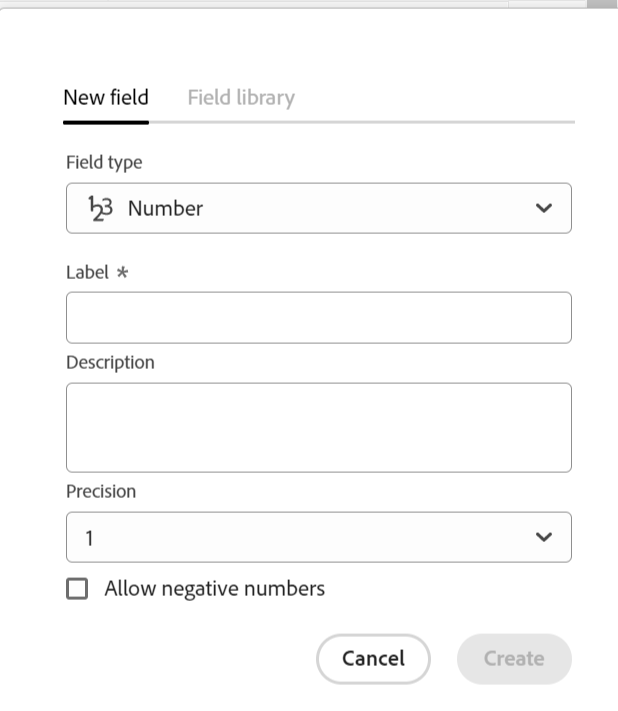 New field Field library
Field type
123 Number
Label *
Description
Precision
1
Allow negative numbers
Cancel Create